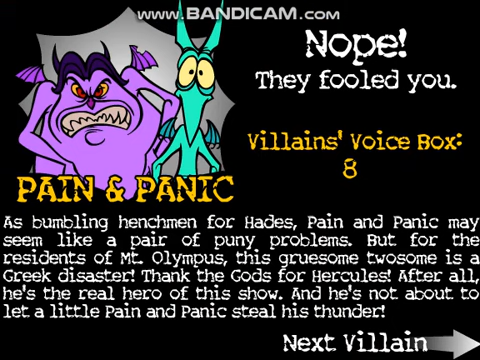 www.BANDICAM.com
Nope!
They fooled you.
Villains' Voice Box:
8
PAIN & PANIC
As bumbling henchmen for Hades, Pain and Panic may
seem like a pair of puny problems. But for the
residents of Mt. Olympus, this gruesome twosome is a
Greek disaster! Thank the Gods for Hercules! After all,
he's the real hero of this show. And he's not about to
let a little Pain and Panic steal his thunder!
Next Villain